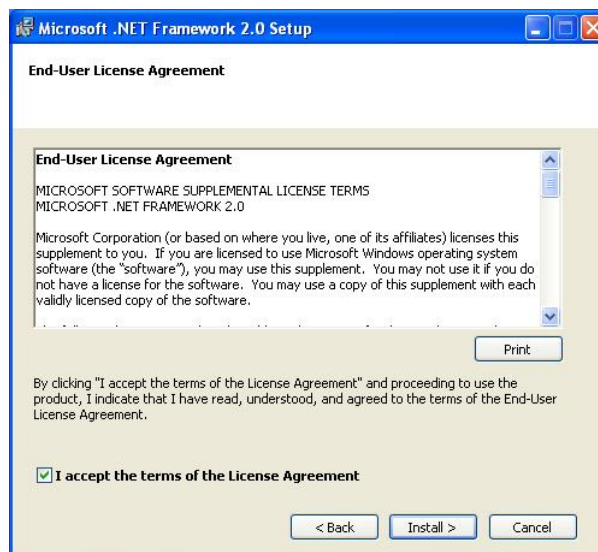 Microsoft .NET Framework 2.0 Setup
End-User License Agreement
End-User License Agreement
MICROSOFT SOFTWARE SUPPLEMENTAL LICENSE TERMS
MICROSOFT .NET FRAMEWORK 2.0
Microsoft Corporation (or based on where you live, one of its affiliates) licenses this
supplement to you.  If you are licensed to use Microsoft Windows operating system
software (the “software”), you may use this supplement.  You may not use it if you do
not have a license for the software.  You may use a copy of this supplement with each
validly licensed copy of the software.
Print
By clicking "I accept the terms of the License Agreement" and proceeding to use the
product, I indicate that I have read, understood, and agreed to the terms of the End-User
License Agreement.
I accept the terms of the License Agreement
< Back
Install >
Cancel